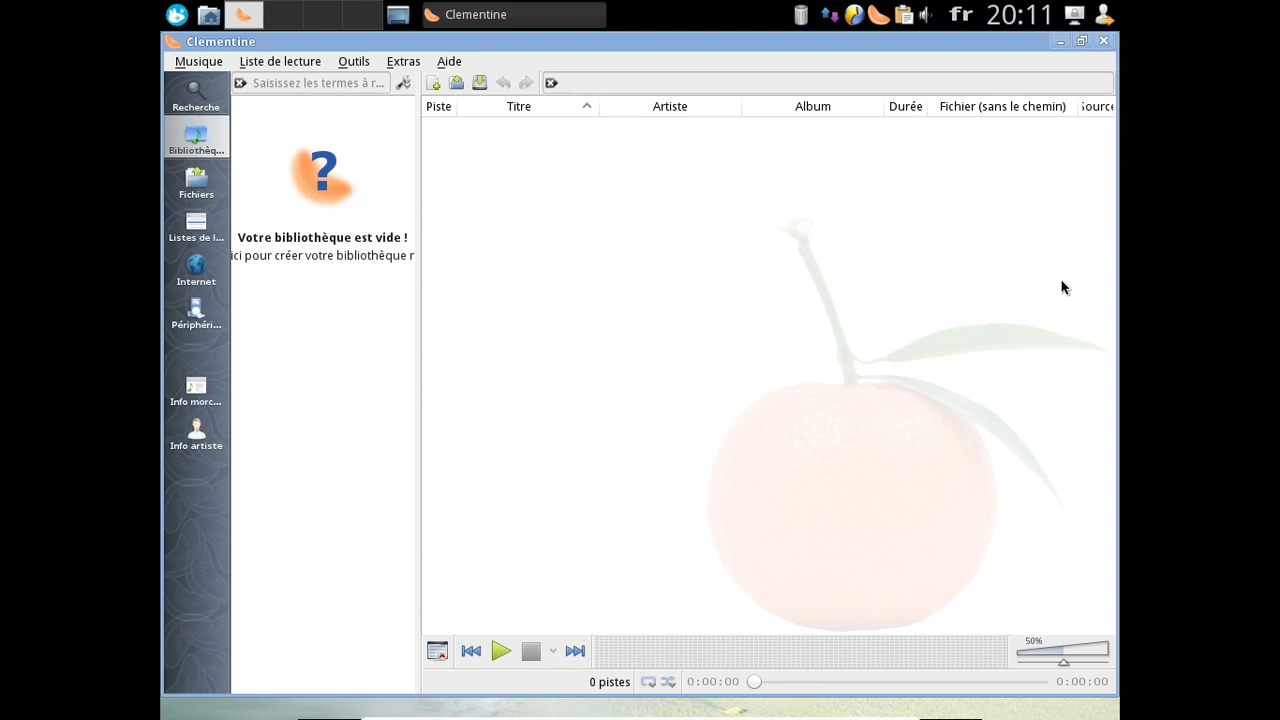 Clementine
fr 20:11
Clementine
Musique Liste de lecture Outils Extras Aide
Saisissez les termes à r...
Piste Titre Artiste Album Durée Fichier (sans le chemin) Source
Recherche
Bibliothèq...
Fichiers
Listes de l...
Internet
Périphéri...
Info morc...
Info artiste
?
Votre bibliothèque est vide !
ici pour créer votre bibliothèque
50%
0 pistes 0:00:00 0:00:00